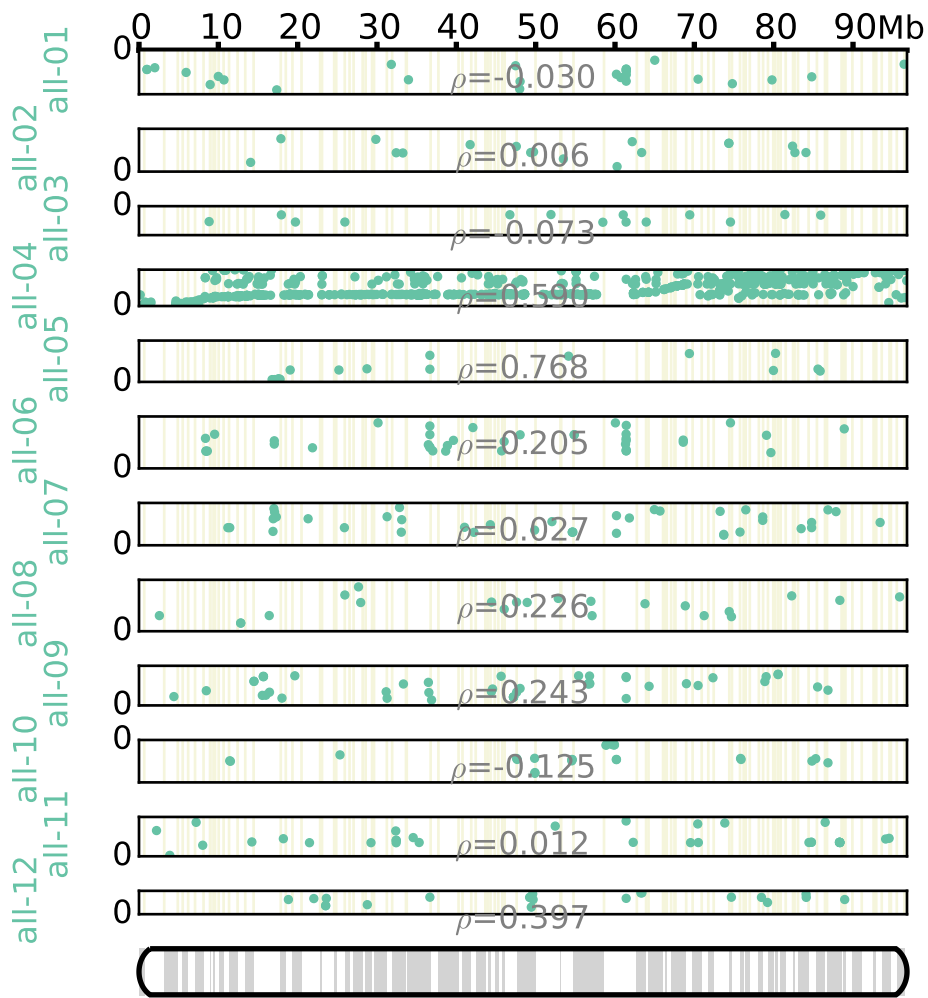 0 10 20 30 40 50 60 70 80 90Mb
all-01 0 ρ=-0.030
all-02 0 ρ=0.006
all-03 0 ρ=-0.073
all-04 0 ρ=0.590
all-05 0 ρ=0.768
all-06 0 ρ=0.205
all-07 0 ρ=0.027
all-08 0 ρ=0.226
all-09 0 ρ=0.243
all-10 0 ρ=-0.125
all-11 0 ρ=0.012
all-12 0 ρ=0.397